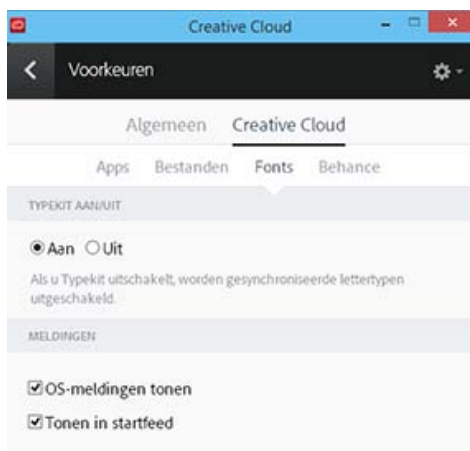 Creative Cloud
Voorkeuren
Algemeen Creative Cloud
Apps Bestanden Fonts Behance
TYPEKIT AAN/UIT
Aan Uit
Als u Typekit uitschakelt, worden gesynchroniseerde lettertypen
uitgeschakeld.
MELDINGEN
OS-meldingen tonen
Tonen in startfeed